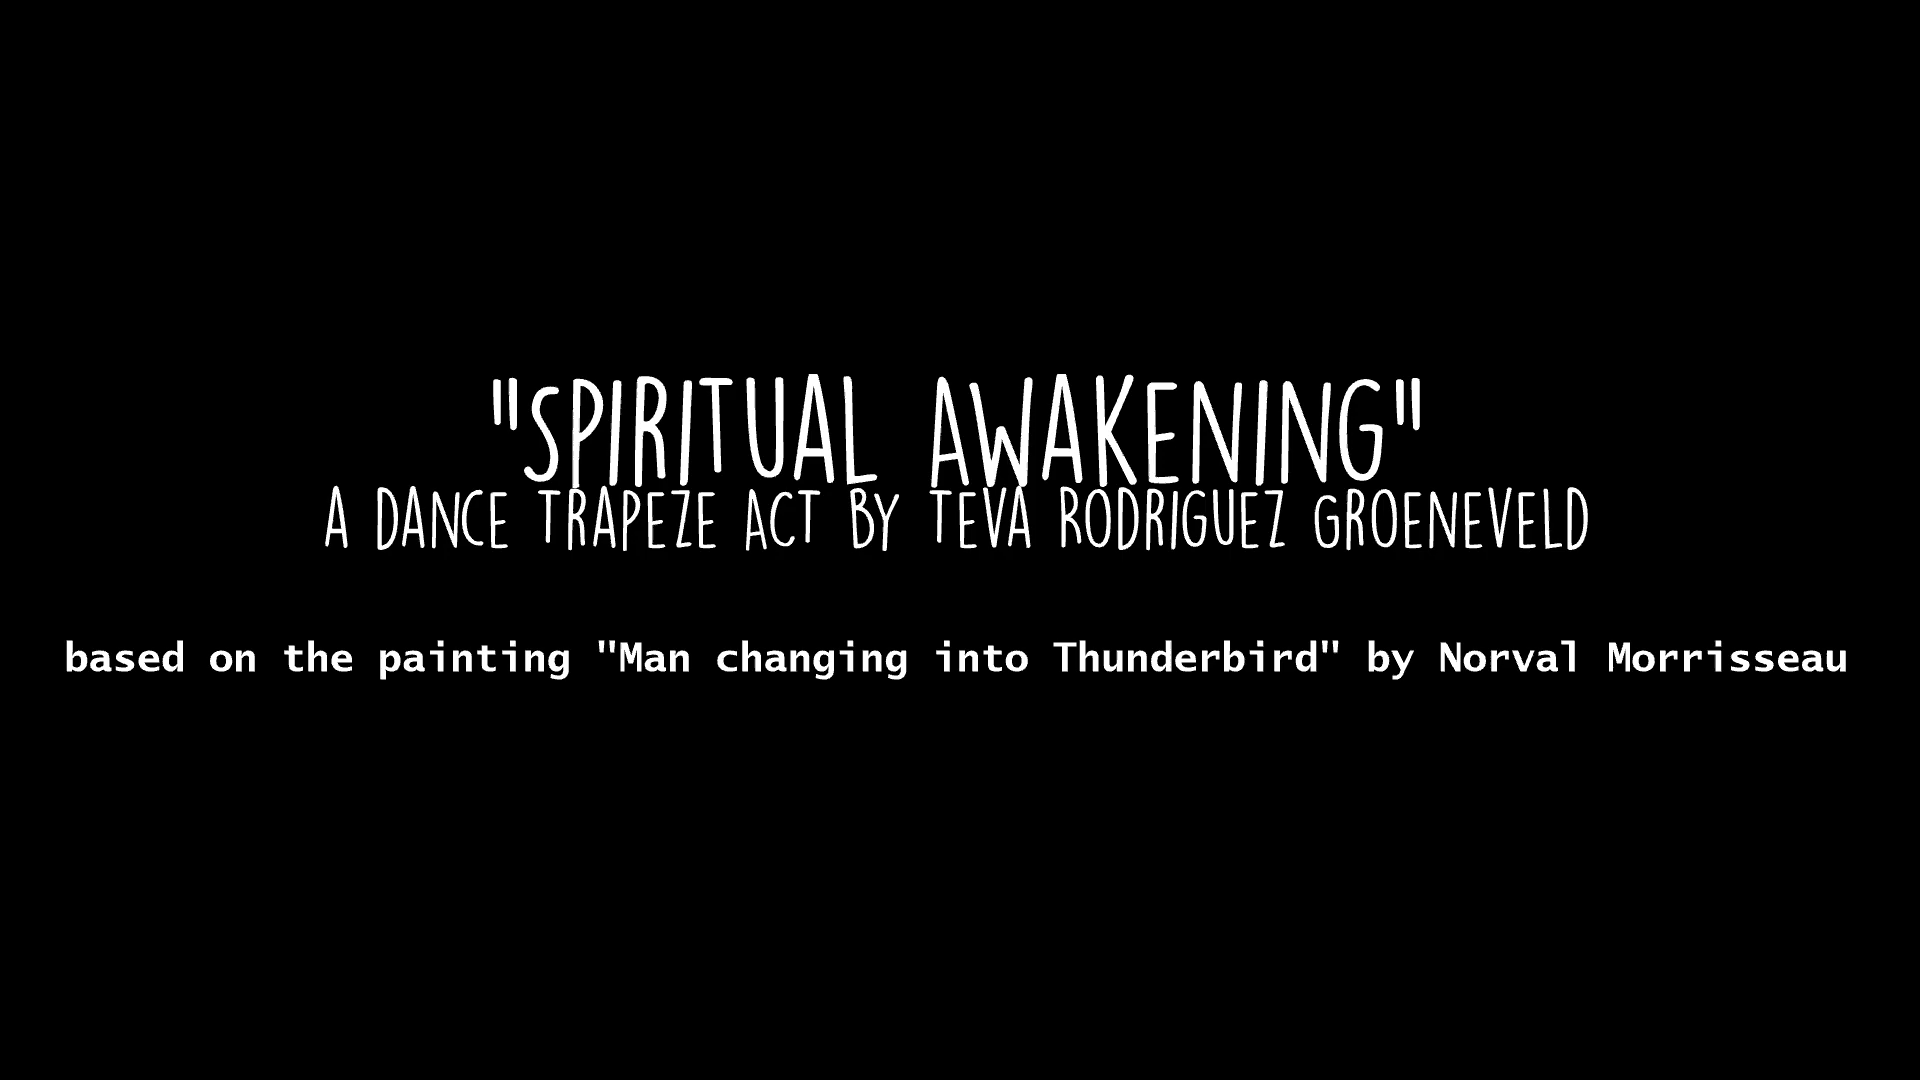 "SPIRITUAL AWAKENING"
A DANCE TRAPEZE ACT BY TEVA RODRIGUEZ GROENEVELD
based on the painting "Man changing into Thunderbird" by Norval Morrisseau